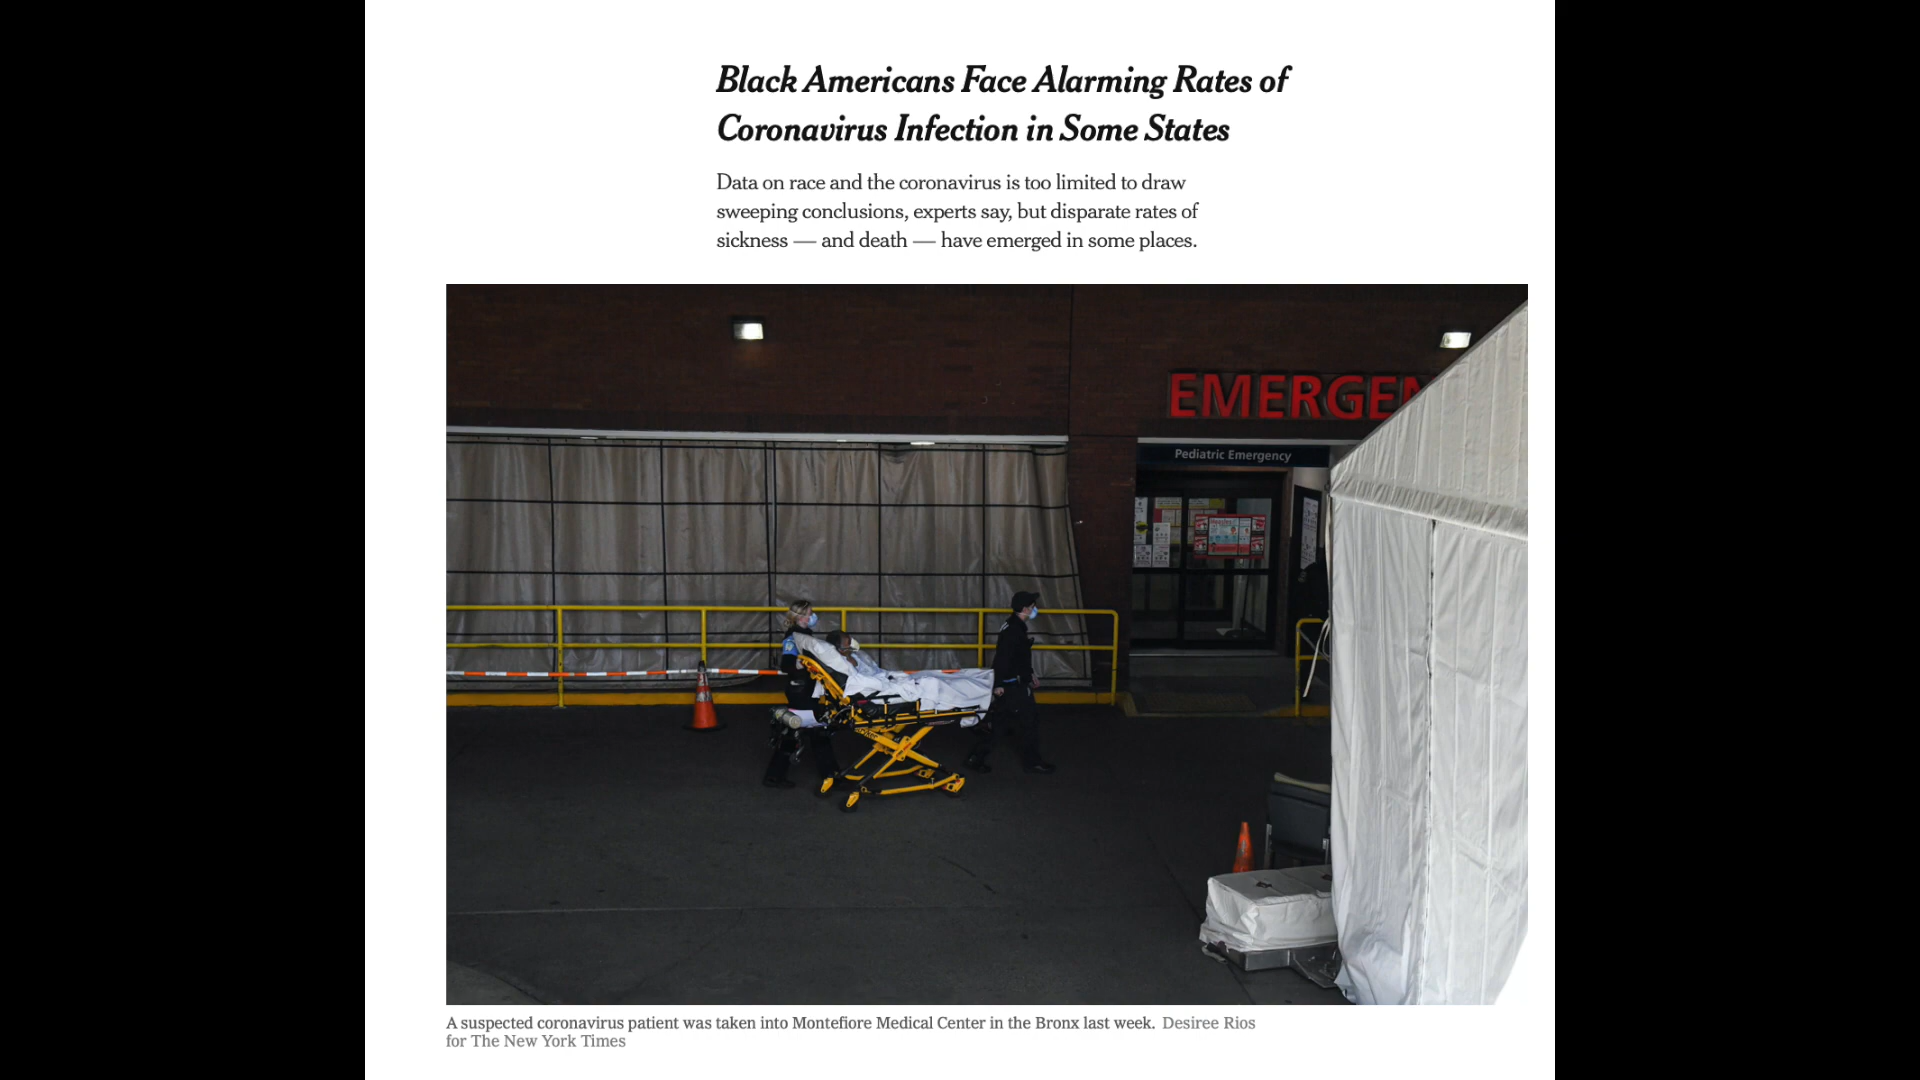 Black Americans Face Alarming Rates of
Coronavirus Infection in Some States
Data on race and the coronavirus is too limited to draw
sweeping conclusions, experts say, but disparate rates of
sickness — and death — have emerged in some places.
EMERGEN
Pediatric Emergency
A suspected coronavirus patient was taken into Montefiore Medical Center in the Bronx last week. Desiree Rios
for The New York Times